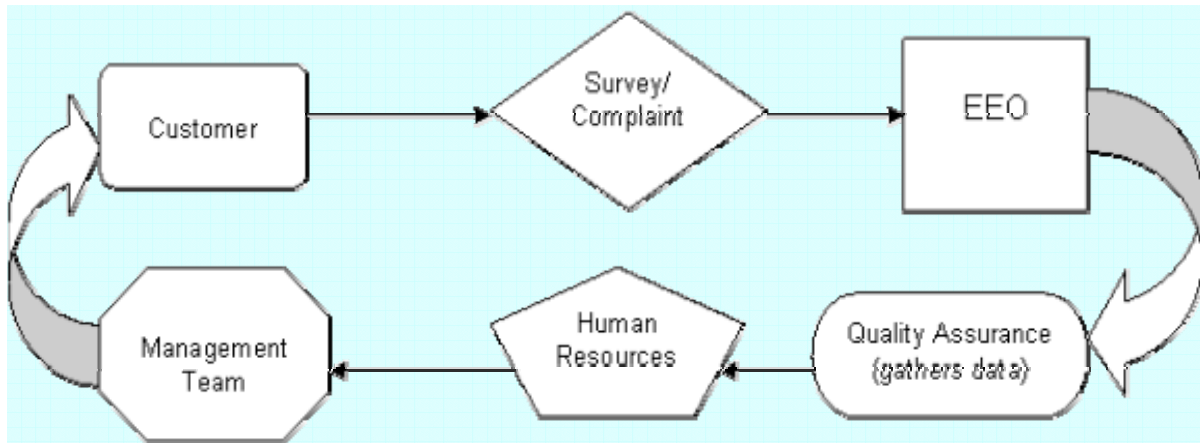 Customer
Survey/
Complaint
EEO
Management
Team
Human
Resources
Quality Assurance
(gathers data)